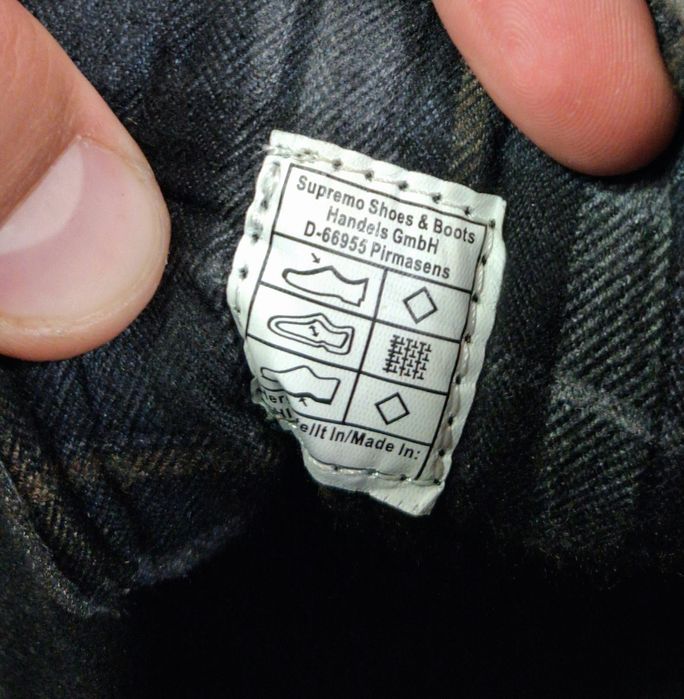 Supremo Shoes & Boots
Handels GmbH
D-66955 Pirmasens
ellt In/Made In: